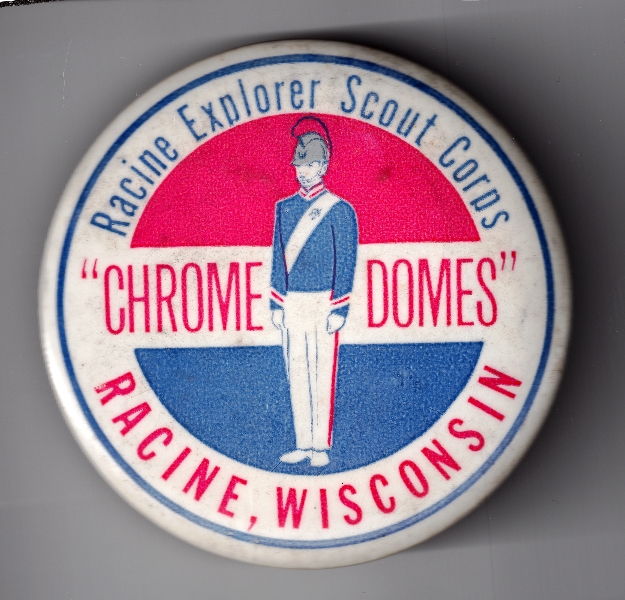 Racine Explorer Scout Corps
"CHROME DOMES"
RACINE, WISCONSIN